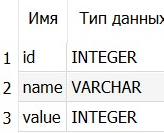 Имя Тип данных
1 id INTEGER
2 name VARCHAR
3 value INTEGER